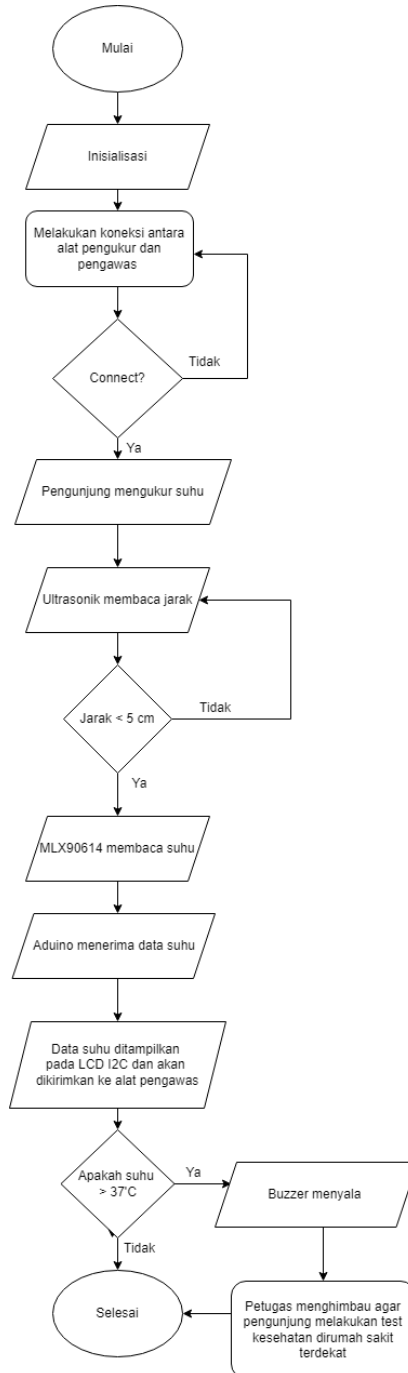 Mulai
Inisialisasi
Melakukan koneksi antara
alat pengukur dan
pengawas
Connect?
Tidak
Ya
Pengunjung mengukur suhu
Ultrasonik membaca jarak
Jarak < 5 cm
Tidak
Ya
MLX90614 membaca suhu
Aduino menerima data suhu
Data suhu ditampilkan
pada LCD I2C dan akan
dikirimkan ke alat pengawas
Apakah suhu
> 37'C
Ya
Buzzer menyala
Tidak
Selesai
Petugas menghimbau agar
pengunjung melakukan test
kesehatan dirumah sakit
terdekat